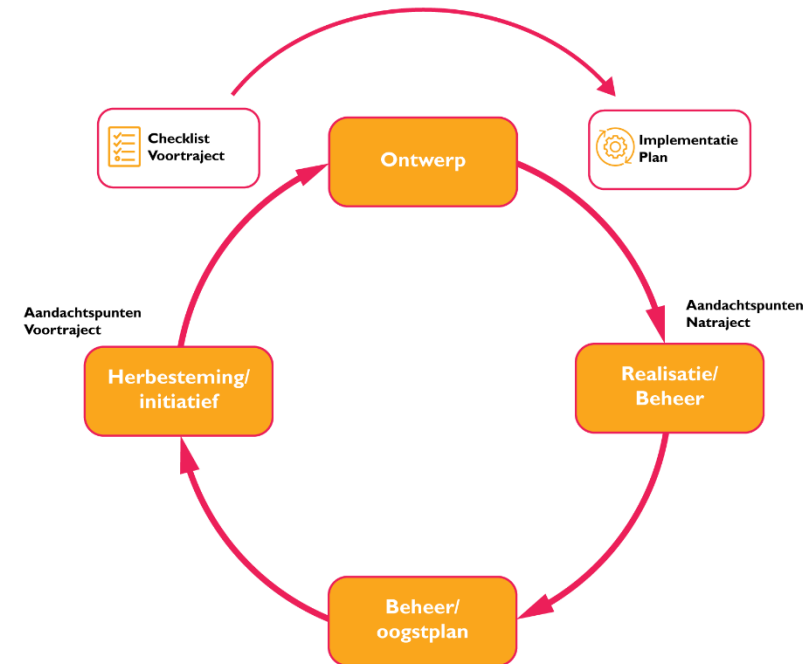 Checklist
Voortraject
Implementatie
Plan
Ontwerp
Aandachtspunten
Voortraject
Aandachtspunten
Natraject
Herbesteming/
initiatief
Realisatie/
Beheer
Beheer/
oogstplan